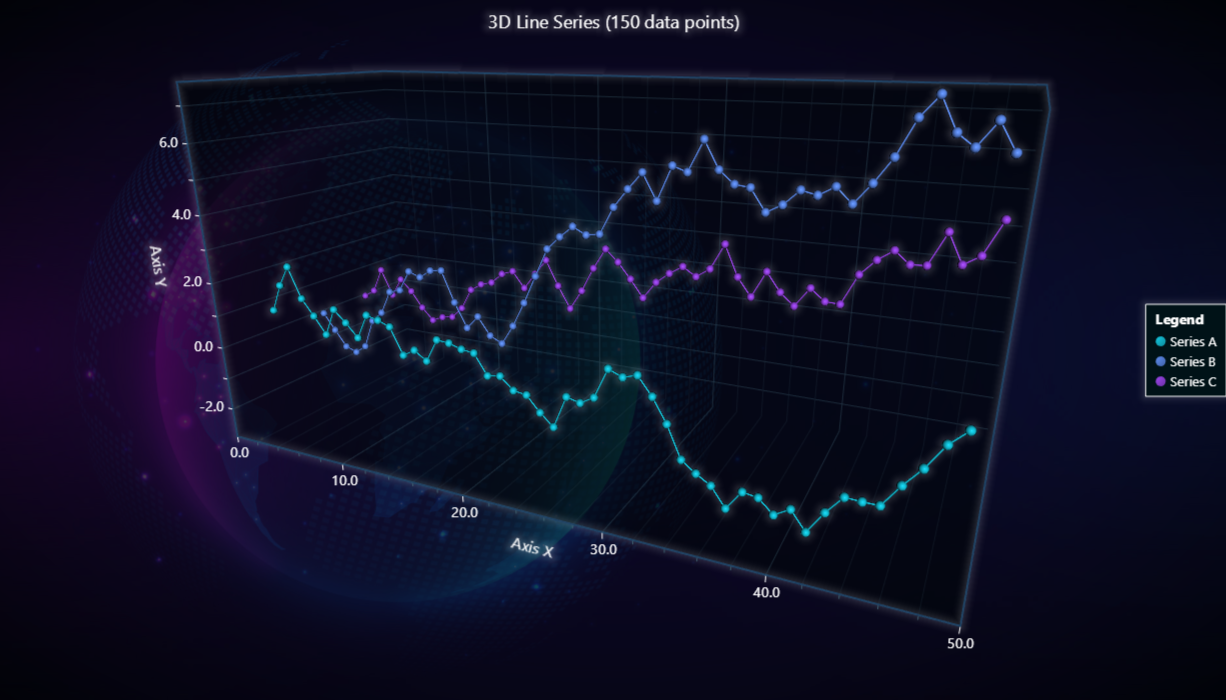 3D Line Series (150 data points)
6.0
4.0
2.0
0.0
-2.0
Axis Y
0.0
10.0
20.0
30.0
40.0
50.0
Axis X
Legend
Series A
Series B
Series C